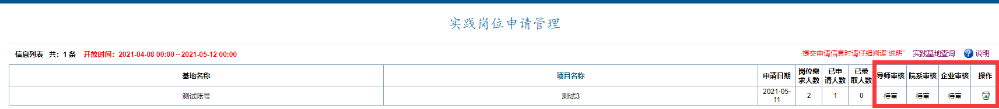 实践岗位申请管理
信息列表 共：1 条 开放时间：2021-04-08 00:00～2021-05-12 00:00 提交申请信息时请仔细阅读“说明” 实践基地查询 ? 说明
基地名称 项目名称 申请日期 岗位需求人数 已申请人数 已录取人数 导师审核 院系审核 企业审核 操作
测试账号 测试3 2021-05-11 2 1 0 待审 待审 待审